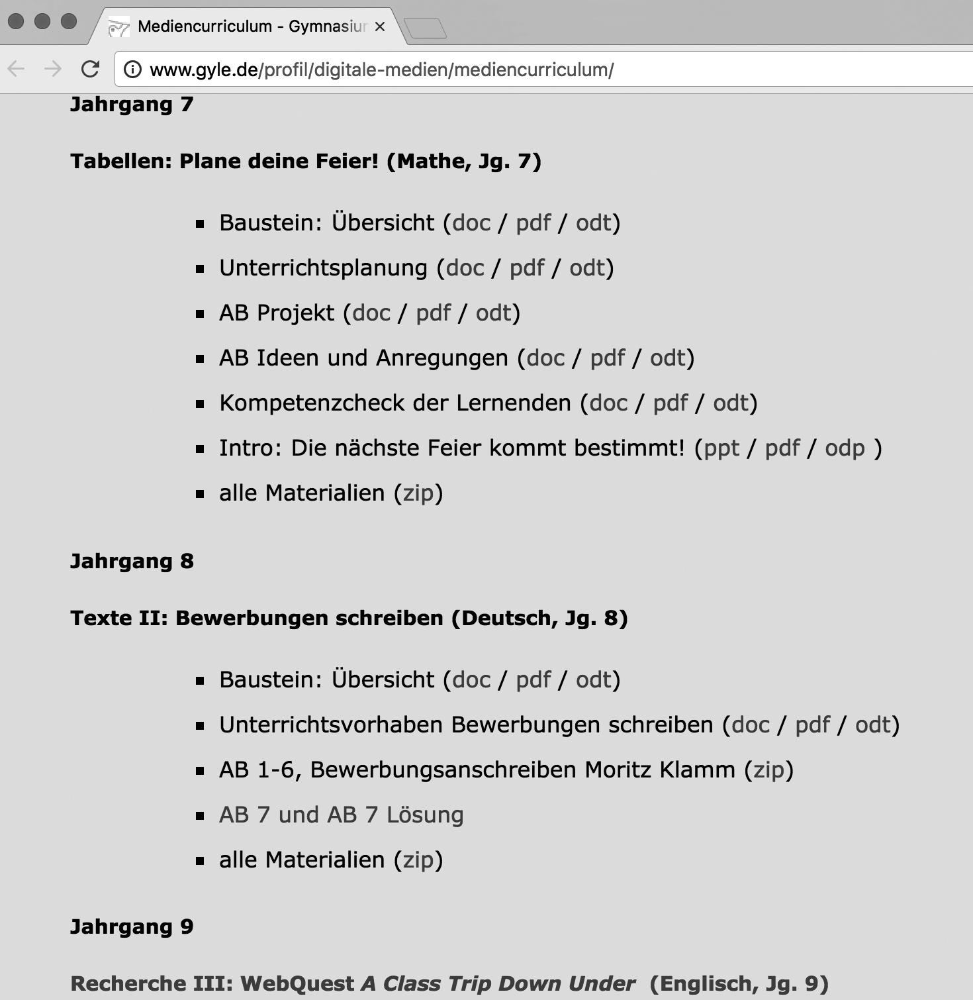 Mediencurriculum - Gymnasiun
www.gyle.de/profil/digitale-medien/mediencurriculum/
Jahrgang 7
Tabellen: Plane deine Feier! (Mathe, Jg. 7)
Baustein: Übersicht (doc / pdf / odt)
Unterrichtsplanung (doc / pdf / odt)
AB Projekt (doc / pdf / odt)
AB Ideen und Anregungen (doc / pdf / odt)
Kompetenzcheck der Lernenden (doc / pdf / odt)
Intro: Die nächste Feier kommt bestimmt! (ppt / pdf / odp )
alle Materialien (zip)
Jahrgang 8
Texte II: Bewerbungen schreiben (Deutsch, Jg. 8)
Baustein: Übersicht (doc / pdf / odt)
Unterrichtsvorhaben Bewerbungen schreiben (doc / pdf / odt)
AB 1-6, Bewerbungsanschreiben Moritz Klamm (zip)
AB 7 und AB 7 Lösung
alle Materialien (zip)
Jahrgang 9
Recherche III: WebQuest A Class Trip Down Under (Englisch, Jg. 9)